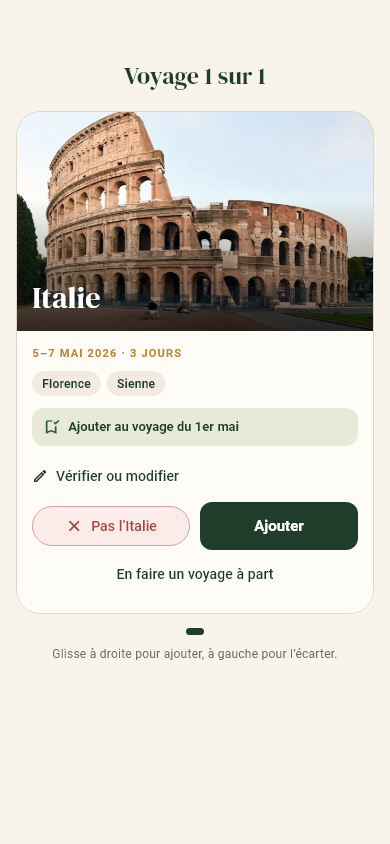 Voyage 1 sur 1
Italie
5–7 MAI 2026 · 3 JOURS
Florence
Sienne
Ajouter au voyage du 1er mai
Vérifier ou modifier
Pas l’Italie
Ajouter
En faire un voyage à part
Glisse à droite pour ajouter, à gauche pour l’écarter.